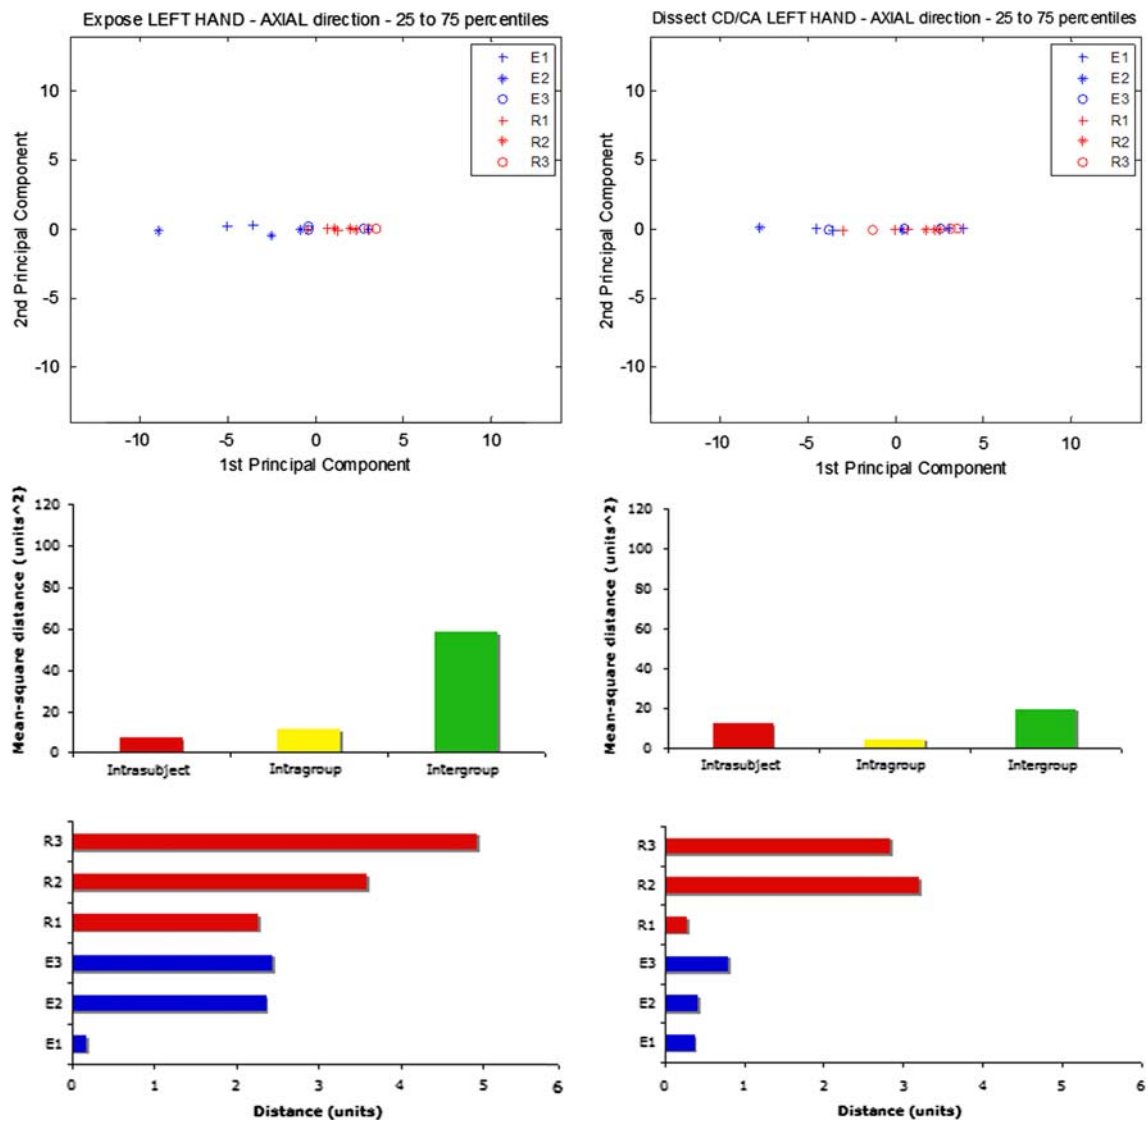 Expose LEFT HAND - AXIAL direction - 25 to 75 percentiles
2nd Principal Component
10
5
0
-5
-10
E1
E2
E3
R1
R2
R3
-10 -5 0 5 10
1st Principal Component
Dissect CD/CA LEFT HAND - AXIAL direction - 25 to 75 percentiles
2nd Principal Component
10
5
0
-5
-10
E1
E2
E3
R1
R2
R3
-10 -5 0 5 10
1st Principal Component
Mean-square distance (units^2)
120
100
80
60
40
20
0
Intrasubject Intragroup Intergroup
Mean-square distance (units^2)
120
100
80
60
40
20
0
Intrasubject Intragroup Intergroup
R3
R2
R1
E3
E2
E1
0 1 2 3 4 5 6
Distance (units)
R3
R2
R1
E3
E2
E1
0 1 2 3 4 5 6
Distance (units)